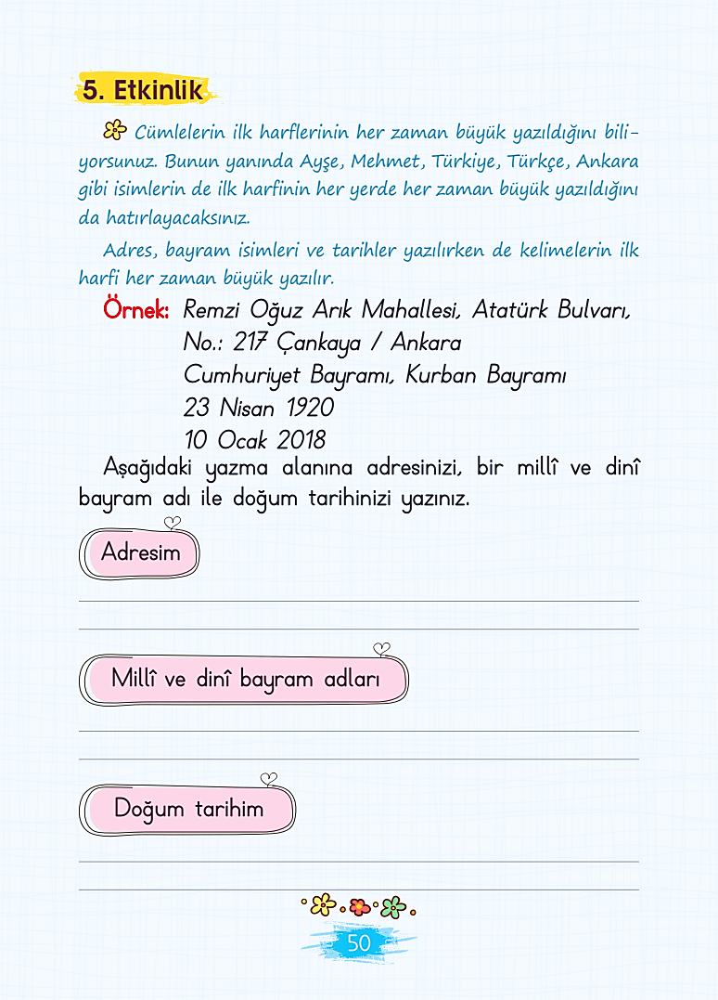 5. Etkinlik
Cümlelerin ilk harflerinin her zaman büyük yazıldığını bili-
yorsunuz. Bunun yanında Ayşe, Mehmet, Türkiye, Türkçe, Ankara
gibi isimlerin de ilk harfinin her yerde her zaman büyük yazıldığını
da hatırlayacaksınız.
Adres, bayram isimleri ve tarihler yazılırken de kelimelerin ilk
harfi her zaman büyük yazılır.
Örnek: Remzi Oğuz Arık Mahallesi, Atatürk Bulvarı,
No.: 217 Çankaya / Ankara
Cumhuriyet Bayramı, Kurban Bayramı
23 Nisan 1920
10 Ocak 2018
Aşağıdaki yazma alanına adresinizi, bir millî ve dinî
bayram adı ile doğum tarihinizi yazınız.
Adresim
Millî ve dinî bayram adları
Doğum tarihim
50